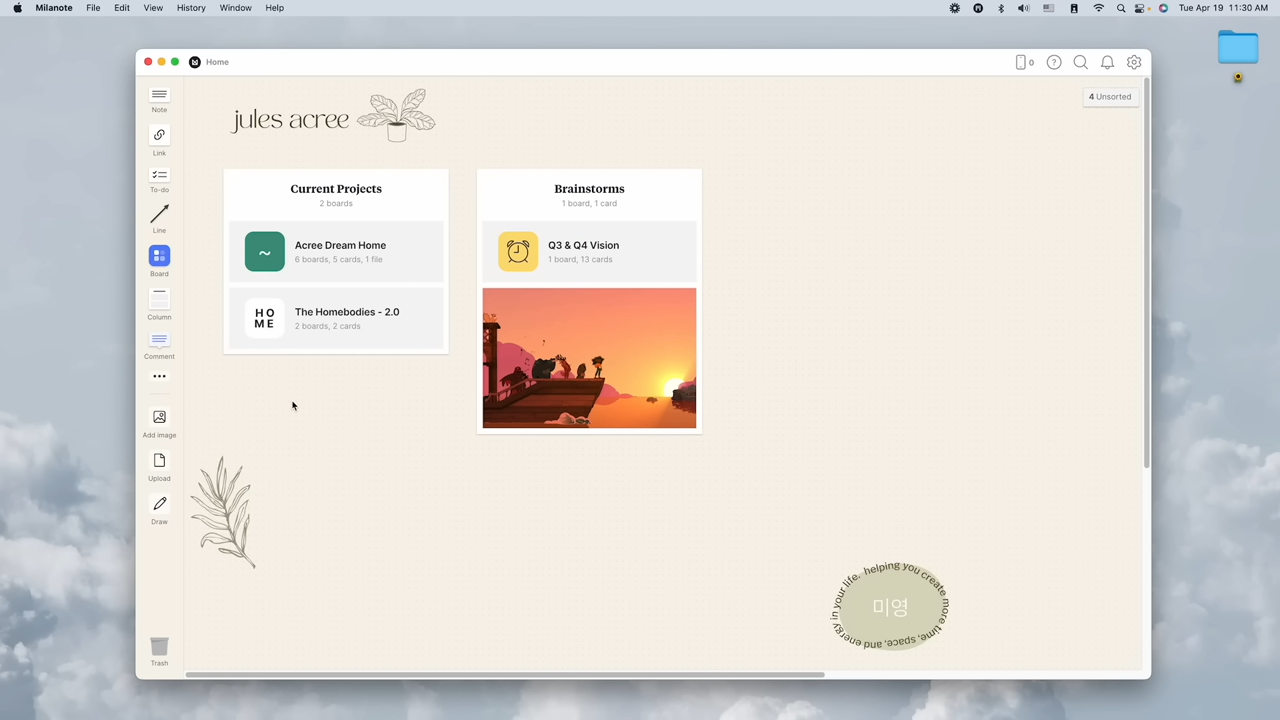 Milanote File Edit View History Window Help
Tue Apr 19 11:30 AM
Home
0
4 Unsorted
Note
Link
To-do
Line
Board
Column
Comment
Add image
Upload
Draw
Trash
jules acree
Current Projects
2 boards
~
Acree Dream Home
6 boards, 5 cards, 1 file
HO
ME
The Homebodies - 2.0
2 boards, 2 cards
Brainstorms
1 board, 1 card
Q3 & Q4 Vision
1 board, 13 cards
helping you create more time, space, and energy in your life.
미영